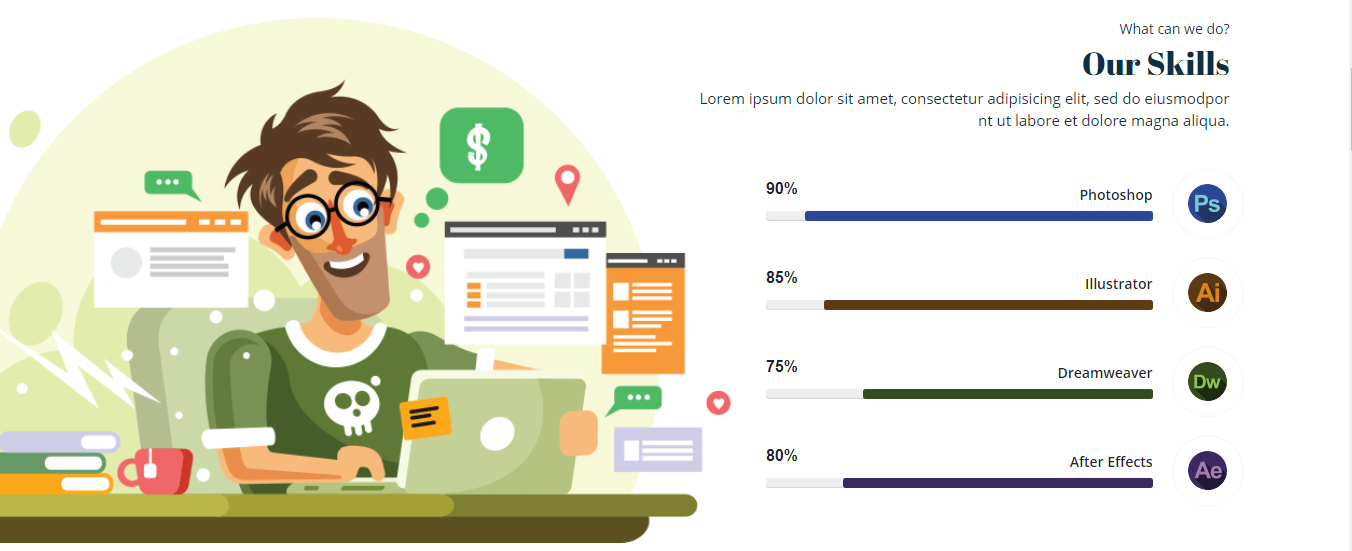 What can we do?
Our Skills
Lorem ipsum dolor sit amet, consectetur adipisicing elit, sed do eiusmodpor
nt ut labore et dolore magna aliqua.
$
90%
Photoshop
Ps
85%
Illustrator
Ai
75%
Dreamweaver
Dw
80%
After Effects
Ae